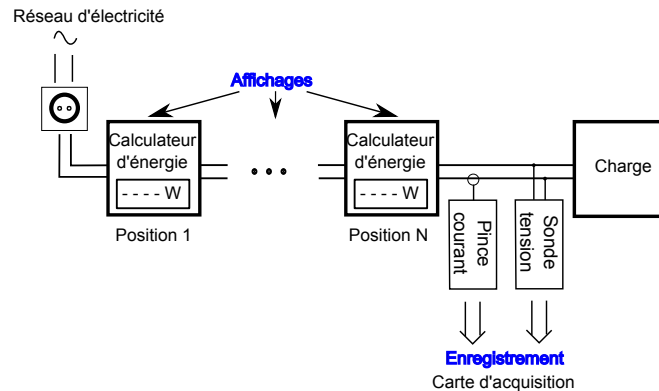 Réseau d'électricité
Affichages
Calculateur
d'énergie
- - - - W
Position 1
Calculateur
d'énergie
- - - - W
Position N
Charge
Pince
courant
Sonde
tension
Enregistrement
Carte d'acquisition